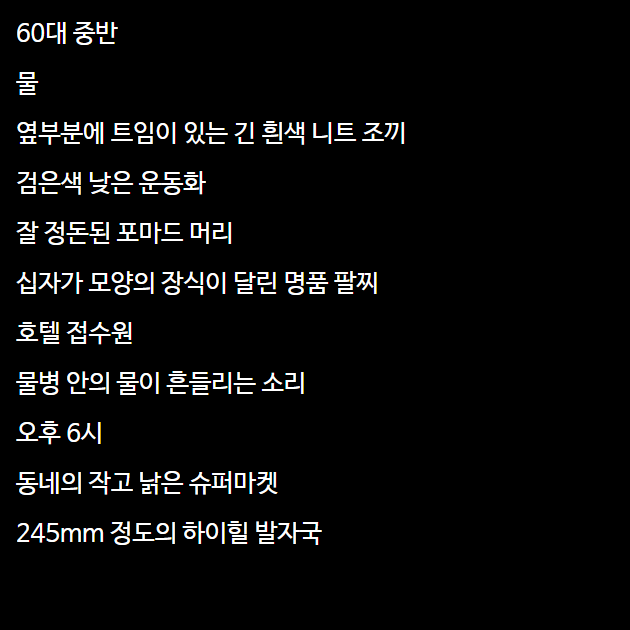 60대 중반
물
옆부분에 트임이 있는 긴 흰색 니트 조끼
검은색 낮은 운동화
잘 정돈된 포마드 머리
십자가 모양의 장식이 달린 명품 팔찌
호텔 접수원
물병 안의 물이 흔들리는 소리
오후 6시
동네의 작고 낡은 슈퍼마켓
245mm 정도의 하이힐 발자국